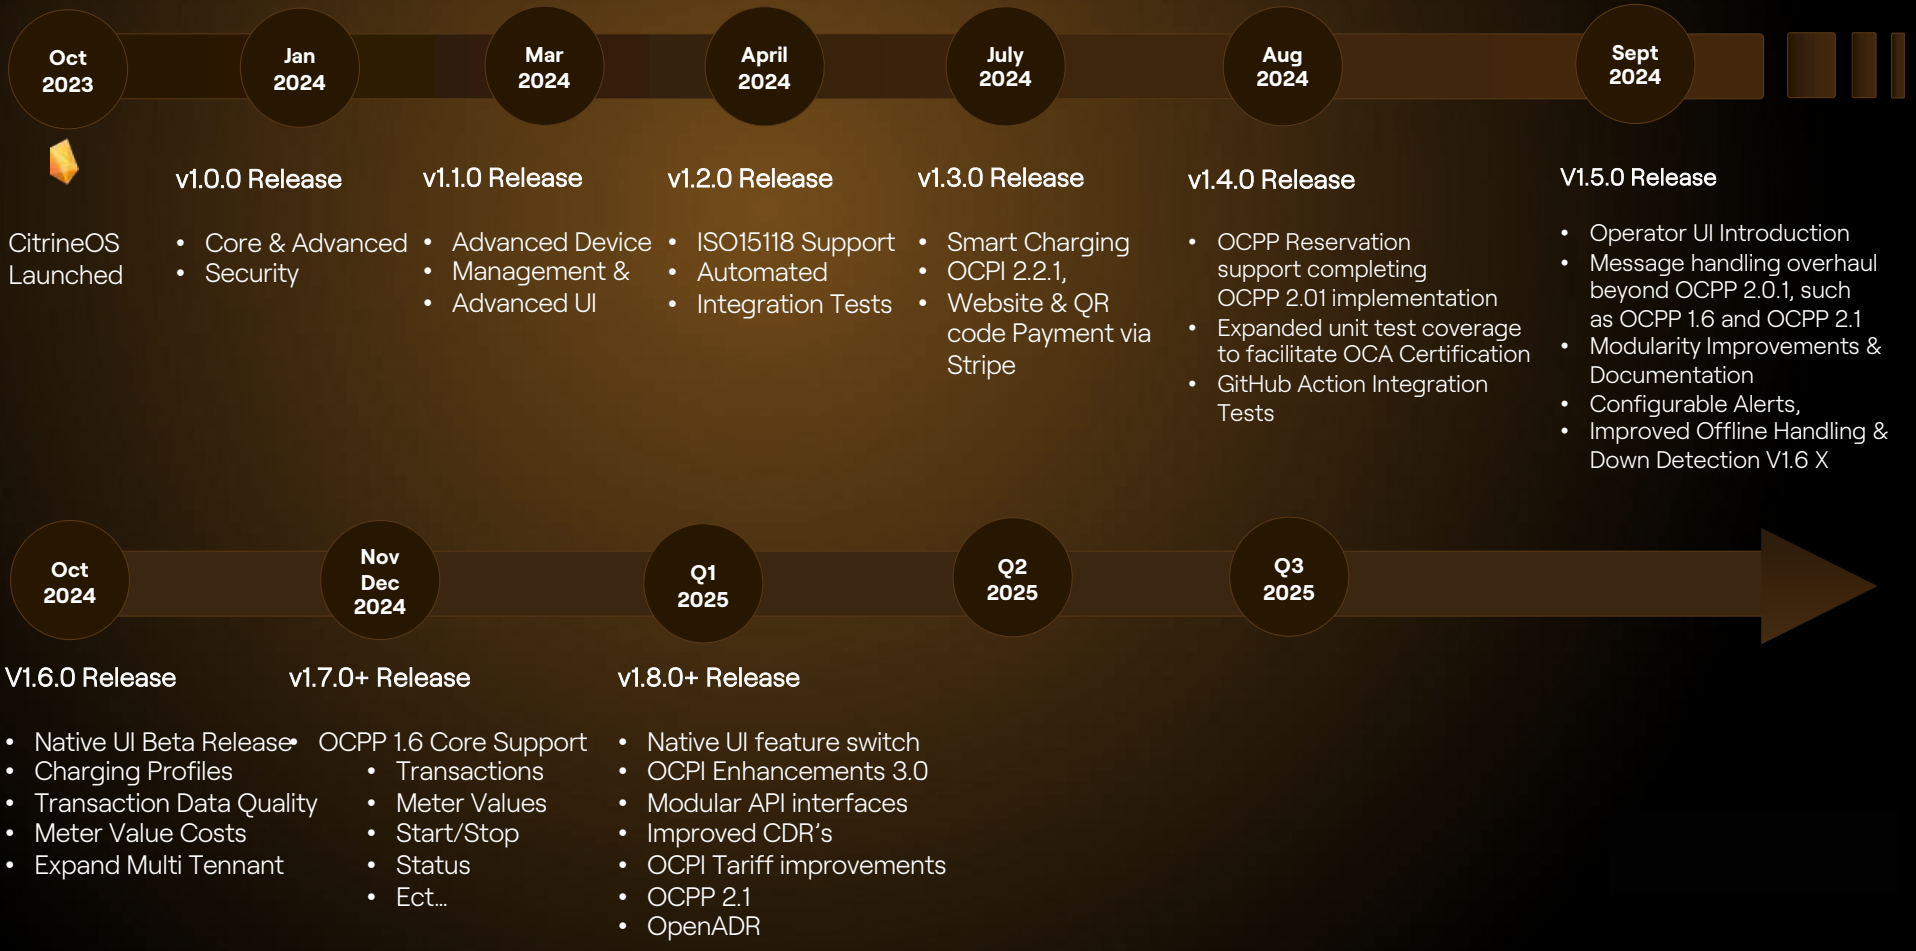 Oct
2023
Jan
2024
Mar
2024
April
2024
July
2024
Aug
2024
Sept
2024
CitrineOS
Launched
v1.0.0 Release
• Core & Advanced
• Security
v1.1.0 Release
• Advanced Device
• Management &
• Advanced UI
v1.2.0 Release
• ISO15118 Support
• Automated
• Integration Tests
v1.3.0 Release
• Smart Charging
• OCPI 2.2.1,
• Website & QR
code Payment via
Stripe
v1.4.0 Release
• OCPP Reservation
support completing
OCPP 2.01 implementation
• Expanded unit test coverage
to facilitate OCA Certification
• GitHub Action Integration
Tests
V1.5.0 Release
• Operator UI Introduction
• Message handling overhaul
beyond OCPP 2.0.1, such
as OCPP 1.6 and OCPP 2.1
• Modularity Improvements &
Documentation
• Configurable Alerts,
• Improved Offline Handling &
Down Detection V1.6 X
Oct
2024
Nov
Dec
2024
Q1
2025
Q2
2025
Q3
2025
V1.6.0 Release
• Native UI Beta Release
• Charging Profiles
• Transaction Data Quality
• Meter Value Costs
• Expand Multi Tennant
v1.7.0+ Release
• OCPP 1.6 Core Support
• Transactions
• Meter Values
• Start/Stop
• Status
• Ect...
v1.8.0+ Release
• Native UI feature switch
• OCPI Enhancements 3.0
• Modular API interfaces
• Improved CDR's
• OCPI Tariff improvements
• OCPP 2.1
• OpenADR